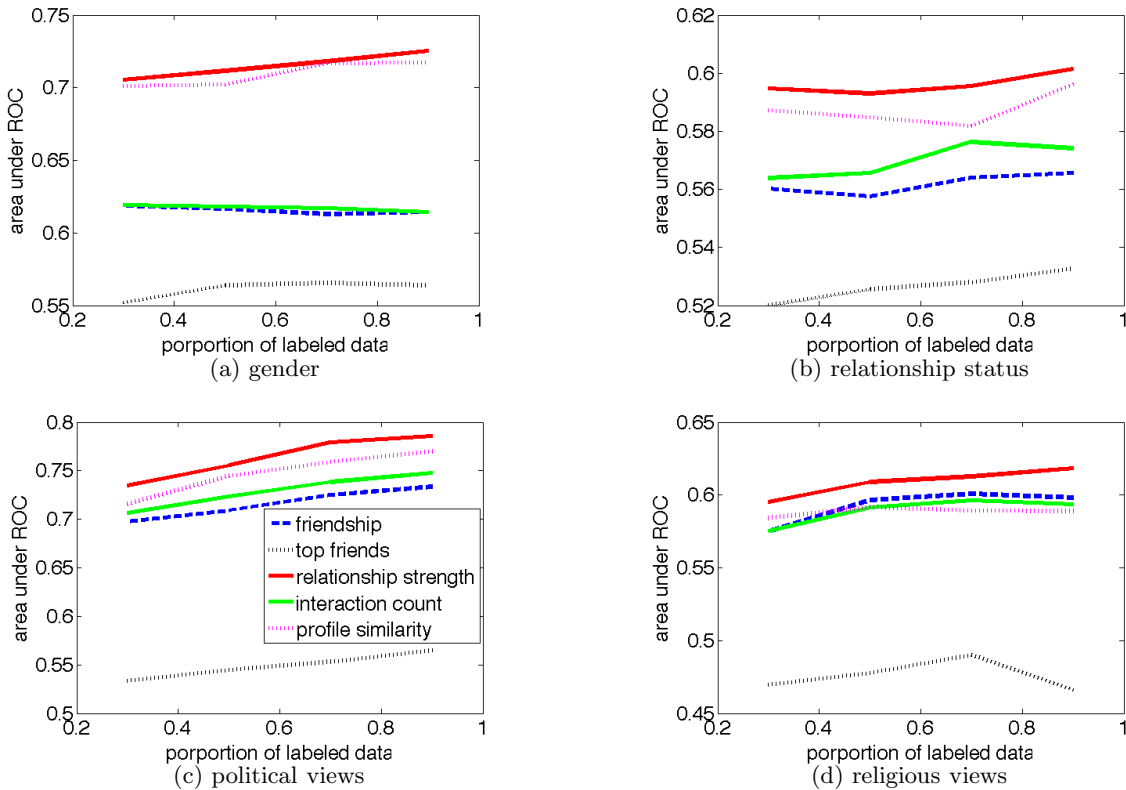 0.75
0.7
0.65
0.6
0.55
0.2
0.4
0.6
0.8
1
area under ROC
porportion of labeled data
(a) gender
0.62
0.6
0.58
0.56
0.54
0.52
0.2
0.4
0.6
0.8
1
area under ROC
porportion of labeled data
(b) relationship status
0.8
0.75
0.7
0.65
0.6
0.55
0.5
0.2
0.4
0.6
0.8
1
area under ROC
friendship
top friends
relationship strength
interaction count
profile similarity
porportion of labeled data
(c) political views
0.65
0.6
0.55
0.5
0.45
0.2
0.4
0.6
0.8
1
area under ROC
porportion of labeled data
(d) religious views